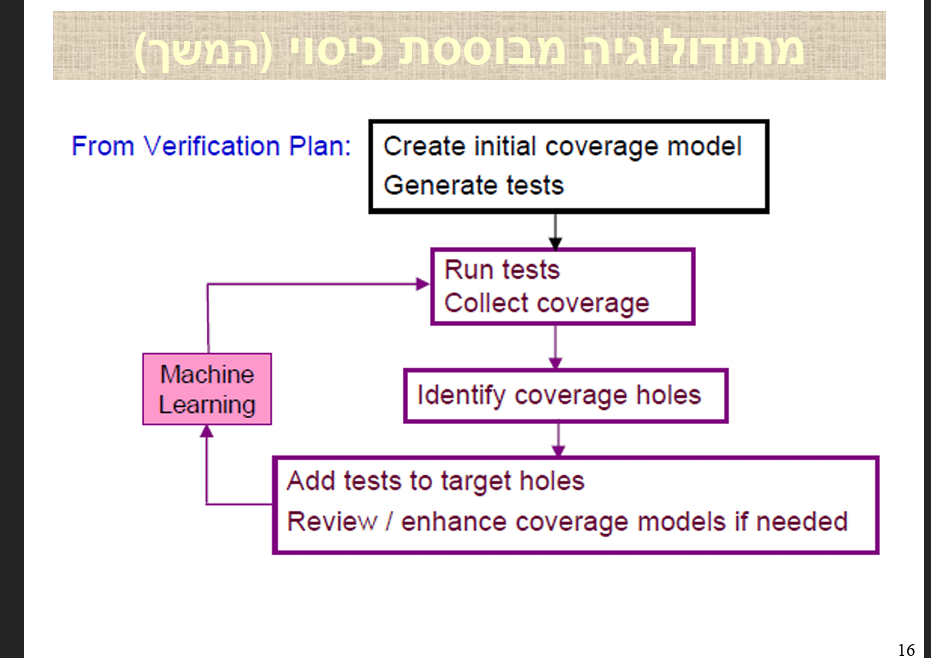 מתודולוגיה מבוססת כיסוי (המשך)
From Verification Plan:
Create initial coverage model
Generate tests
Run tests
Collect coverage
Machine
Learning
Identify coverage holes
Add tests to target holes
Review / enhance coverage models if needed
16